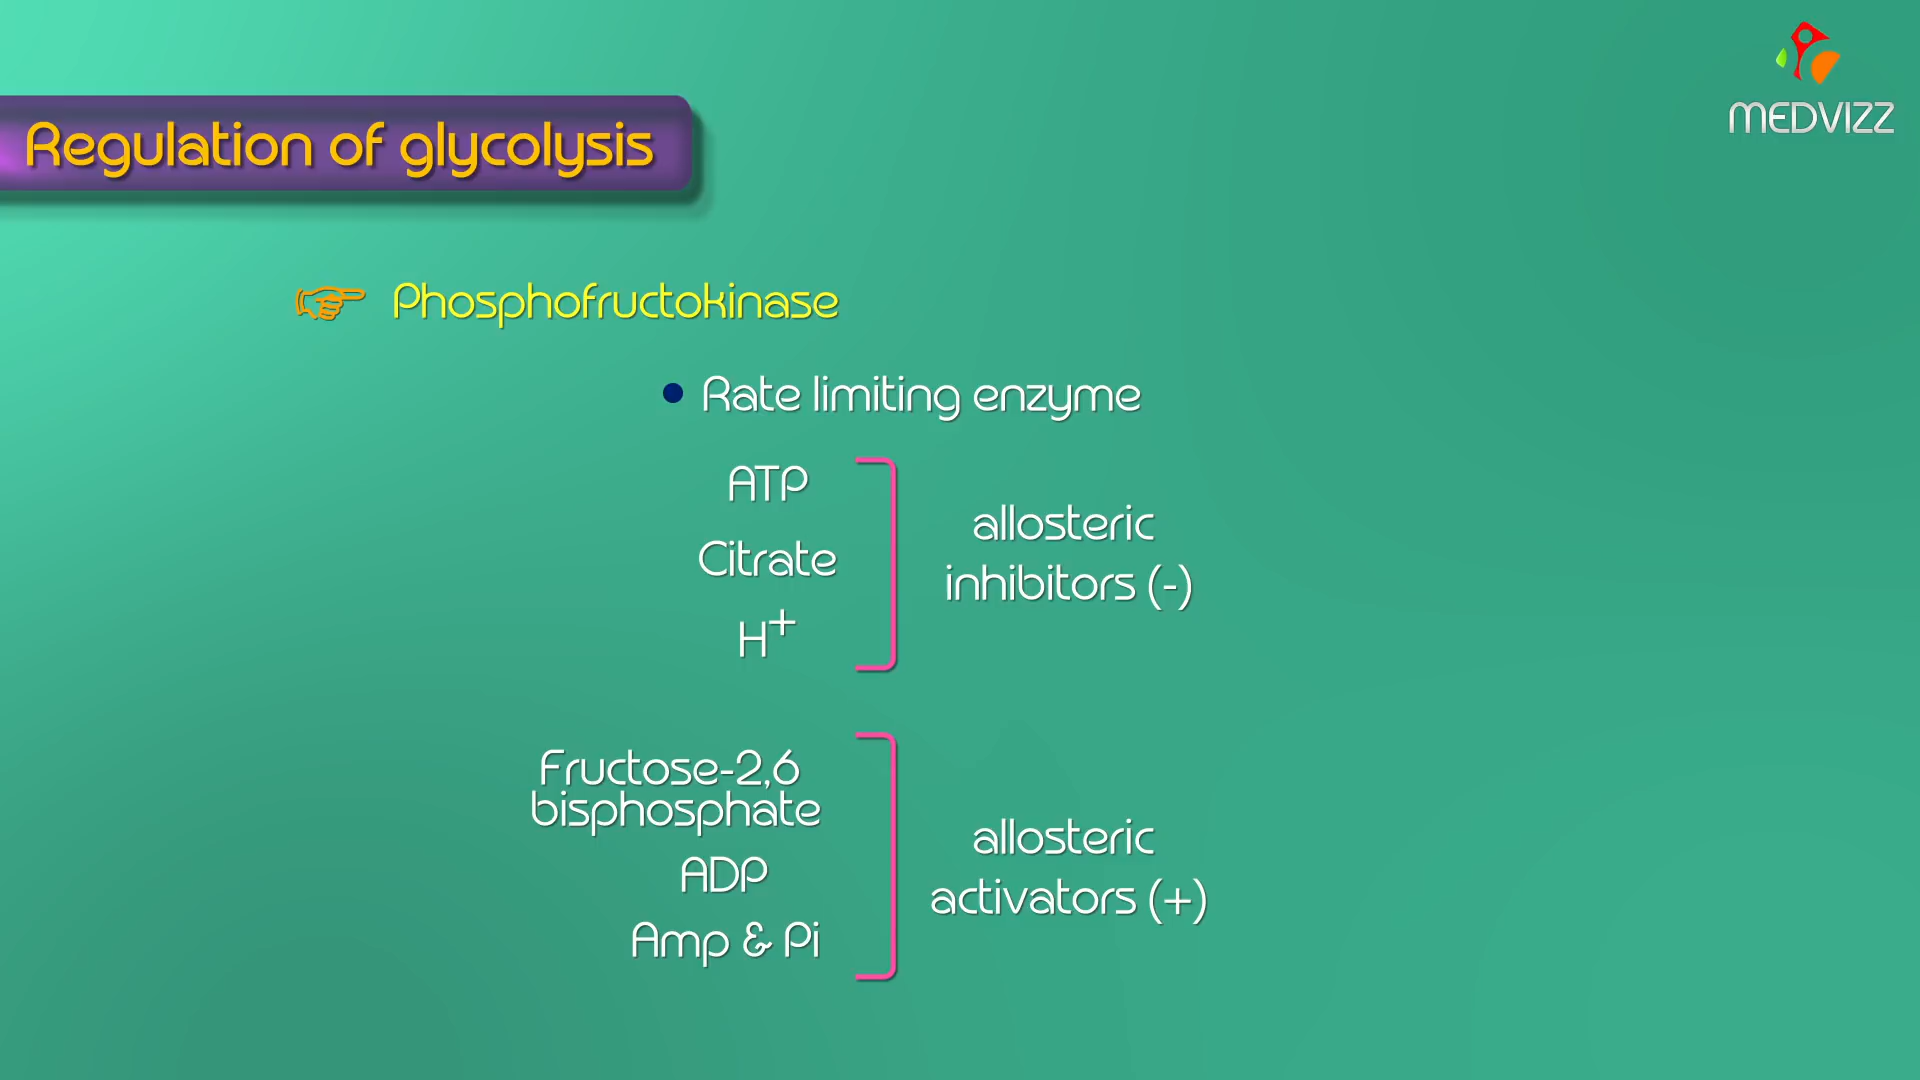 MEDVIZZ
Regulation of glycolysis
Phosphofructokinase
• Rate limiting enzyme
ATP
Citrate
H⁺
allosteric
inhibitors (-)
Fructose-2,6
bisphosphate
ADP
Amp & Pi
allosteric
activators (+)